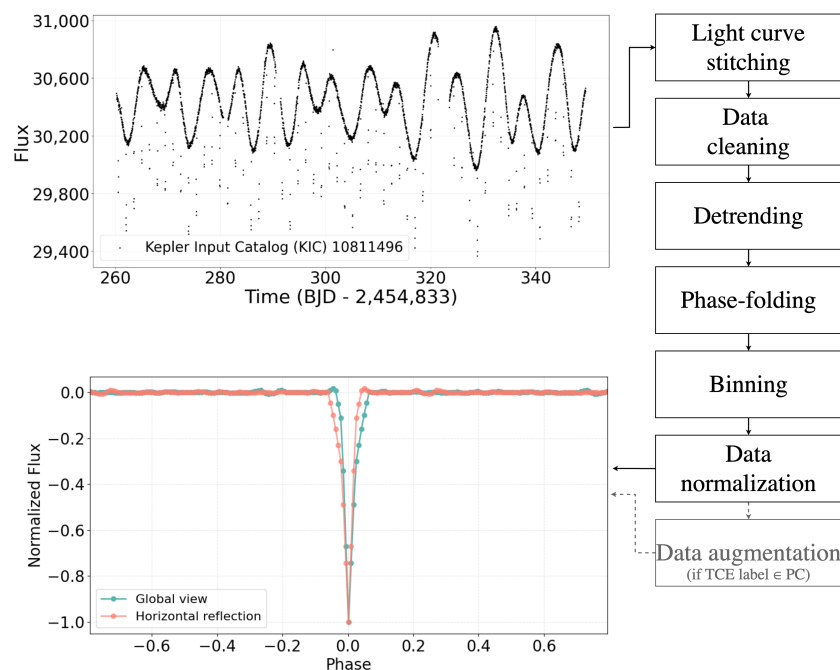 31,000
30,600
30,200
29,800
29,400
Flux
Kepler Input Catalog (KIC) 10811496
260 280 300 320 340
Time (BJD - 2,454,833)
Light curve
stitching
Data
cleaning
Detrending
Phase-folding
Binning
Data
normalization
Data augmentation
(if TCE label ∈ PC)
0.0
−0.2
−0.4
−0.6
−0.8
−1.0
Normalized Flux
Global view
Horizontal reflection
−0.6 −0.4 −0.2 0.0 0.2 0.4 0.6
Phase